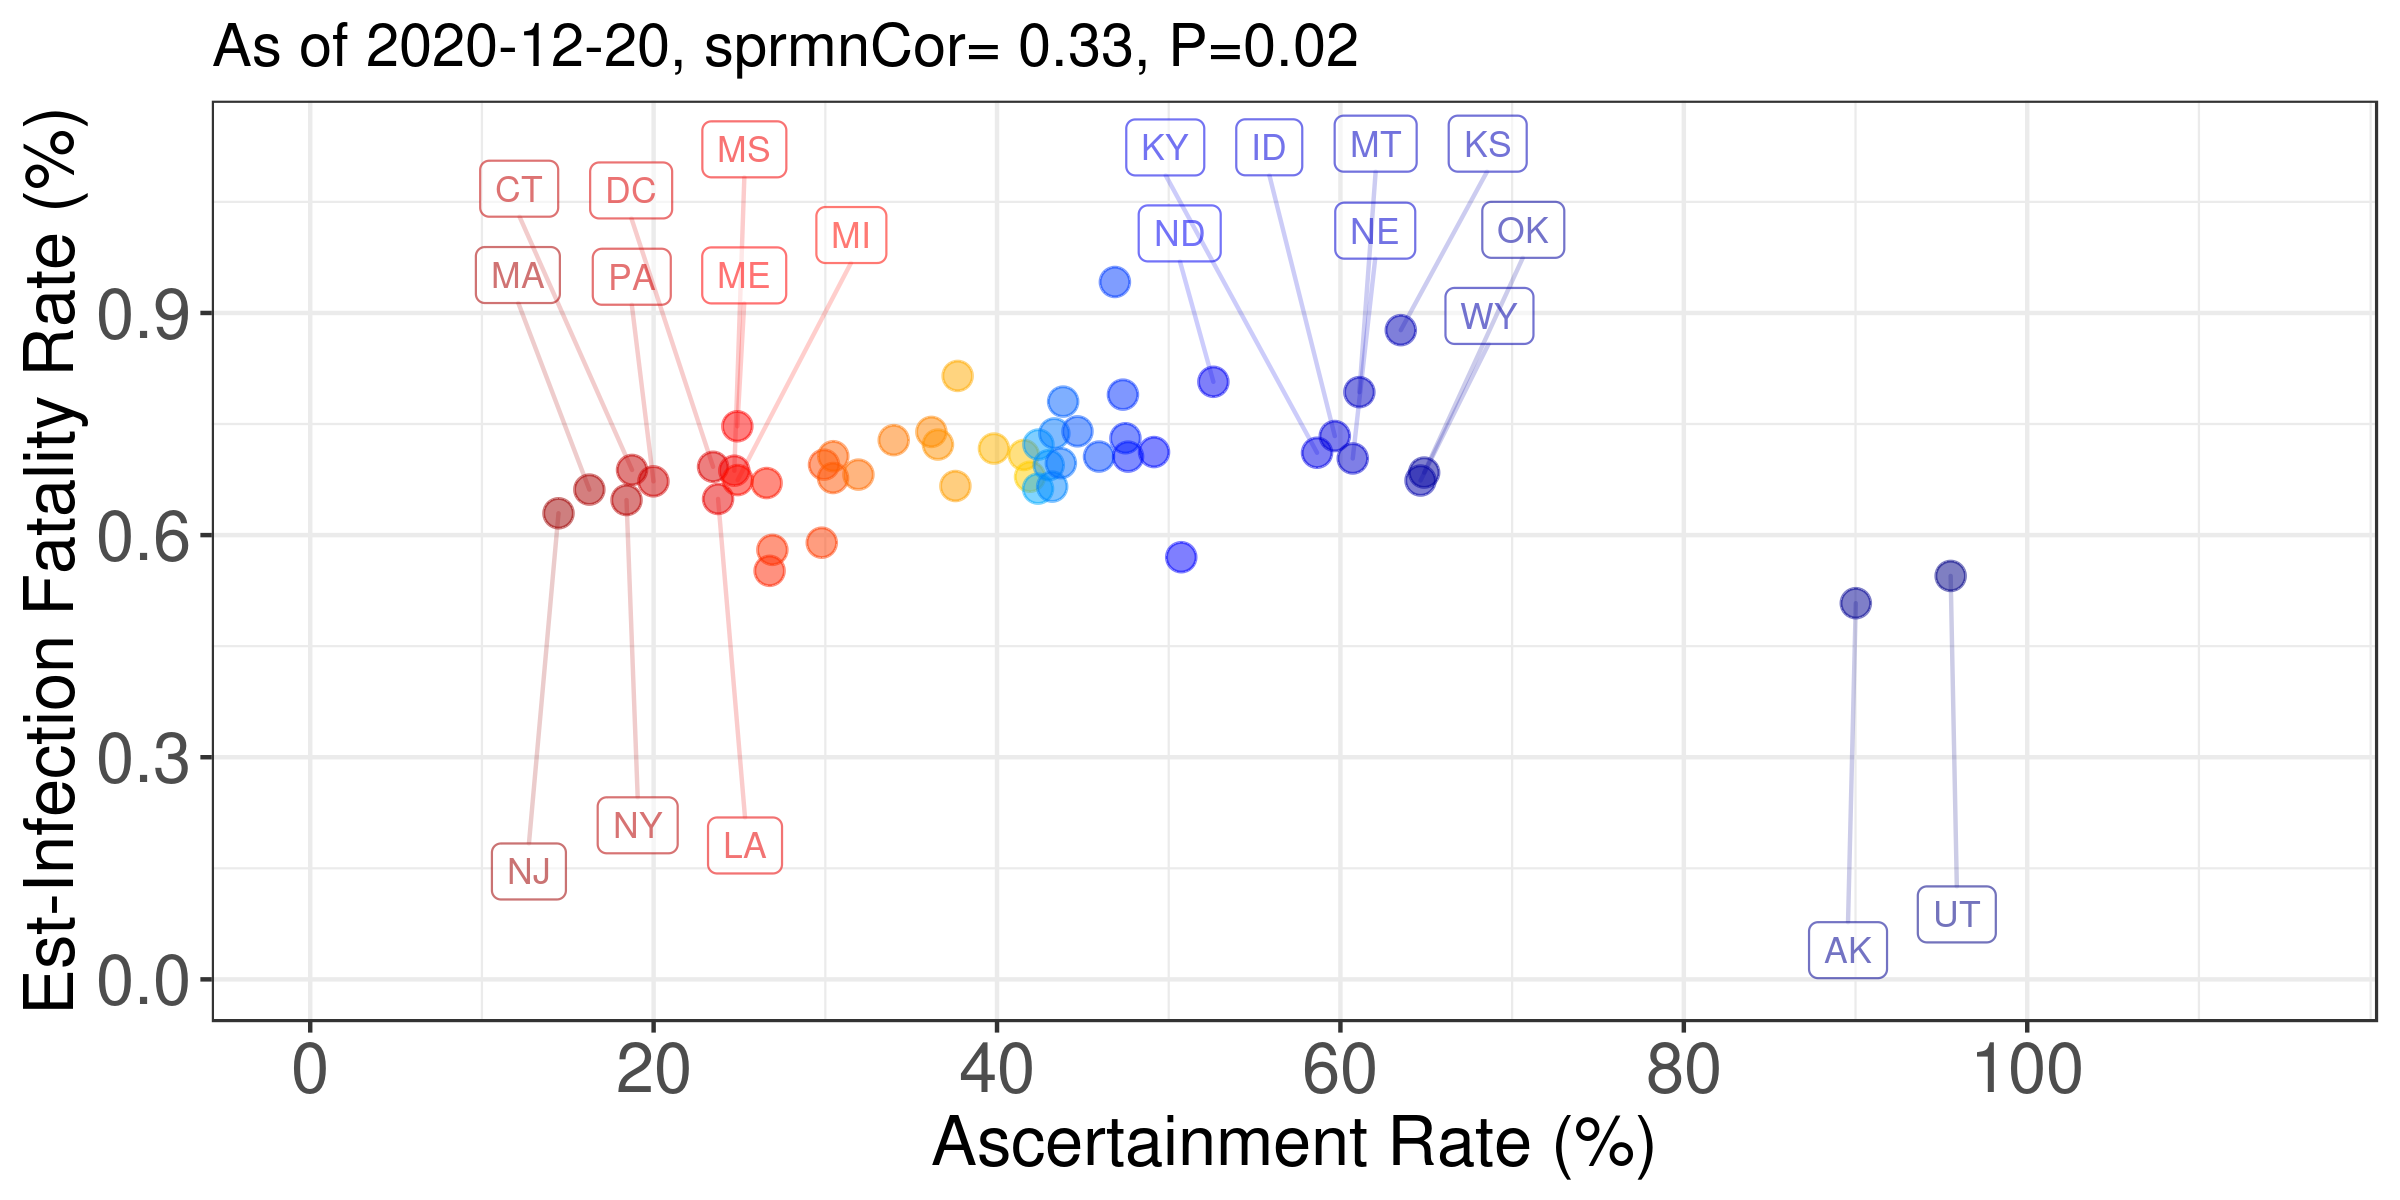 As of 2020-12-20, sprmnCor= 0.33, P=0.02
Est-Infection Fatality Rate (%)
0.9
0.6
0.3
0.0
MS
KY
ID
MT
KS
CT
DC
MI
ND
NE
OK
MA
PA
ME
WY
NY
LA
NJ
UT
AK
0
20
40
60
80
100
Ascertainment Rate (%)